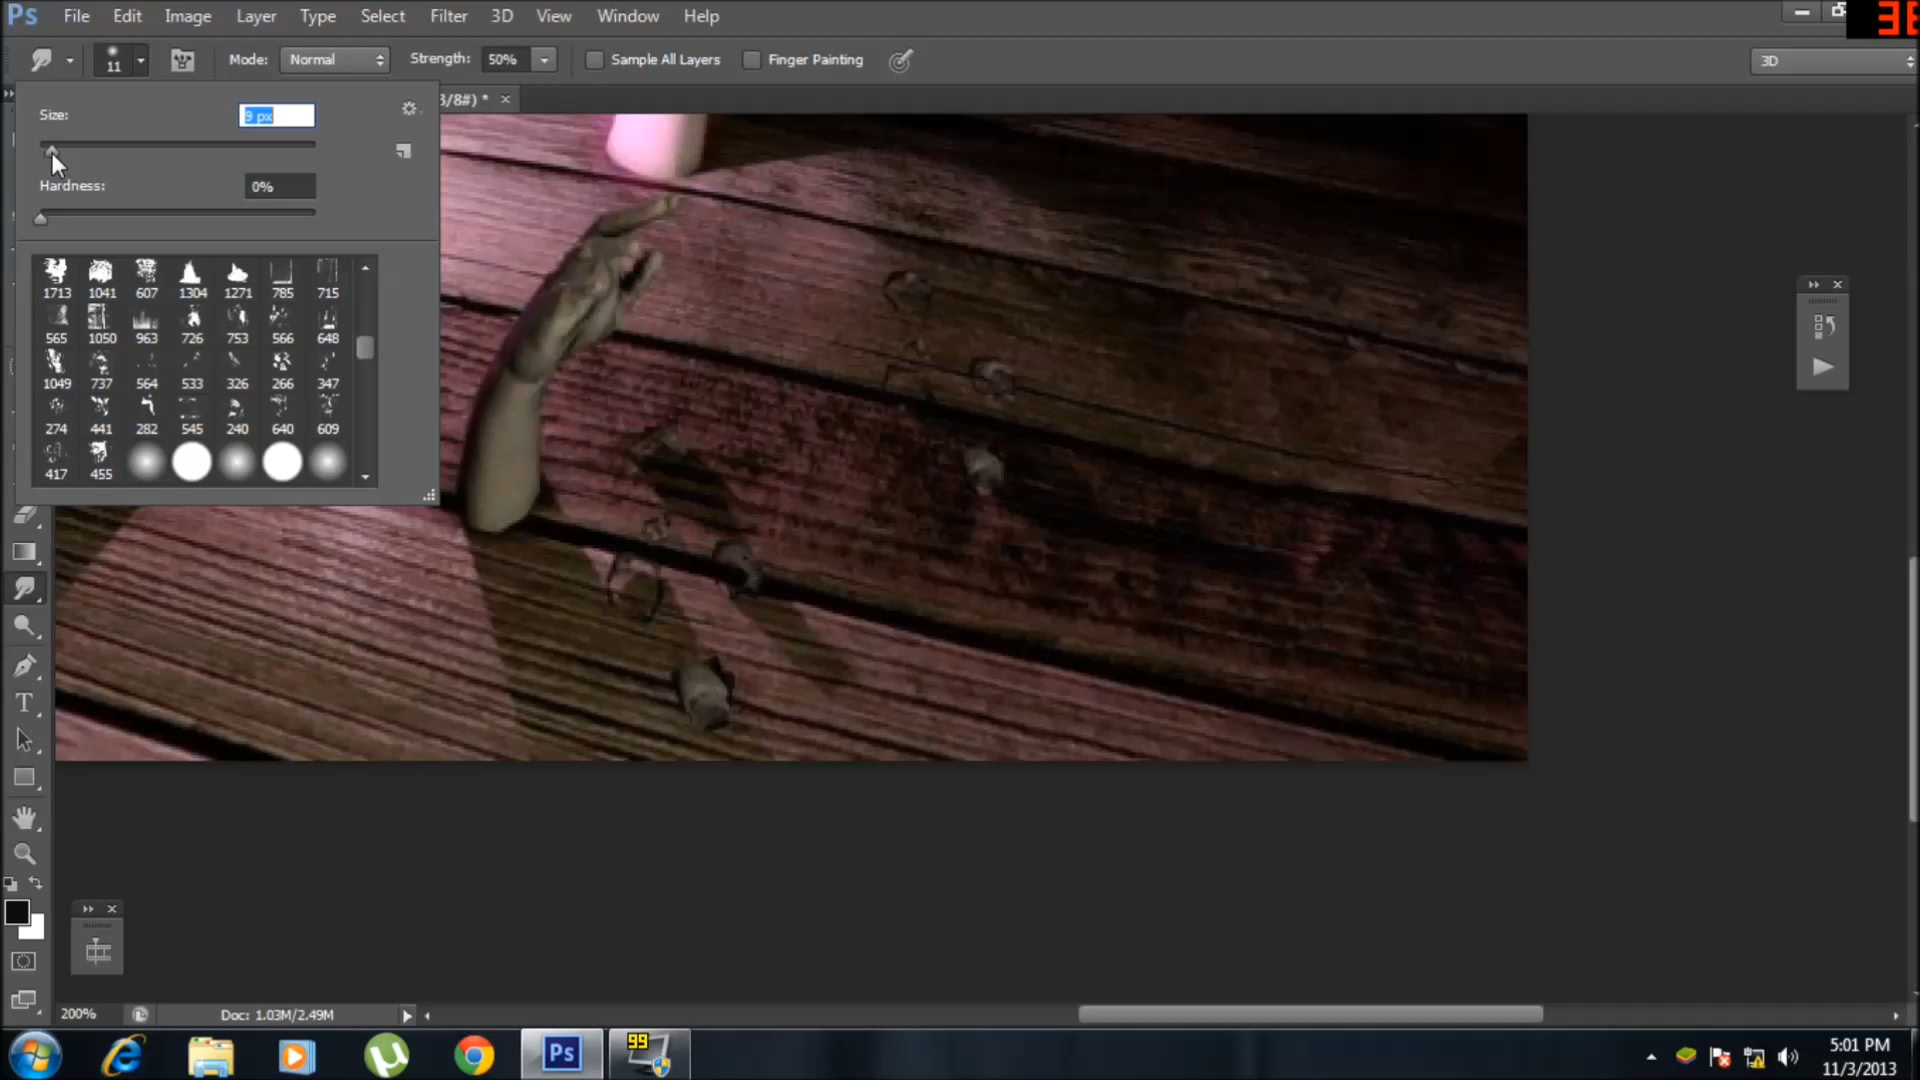 Ps File Edit Image Layer Type Select Filter 3D View Window Help
11 Mode: Normal Strength: 50% Sample All Layers Finger Painting 3D
3/8#) * ×
Size: 9 px
Hardness: 0%
1713 1041 607 1304 1271 785 715
565 1050 963 726 753 566 648
1049 737 564 533 326 266 347
274 441 282 545 240 640 609
417 455
T
200% Doc: 1.03M/2.49M
Ps 99
5:01 PM
11/3/2013